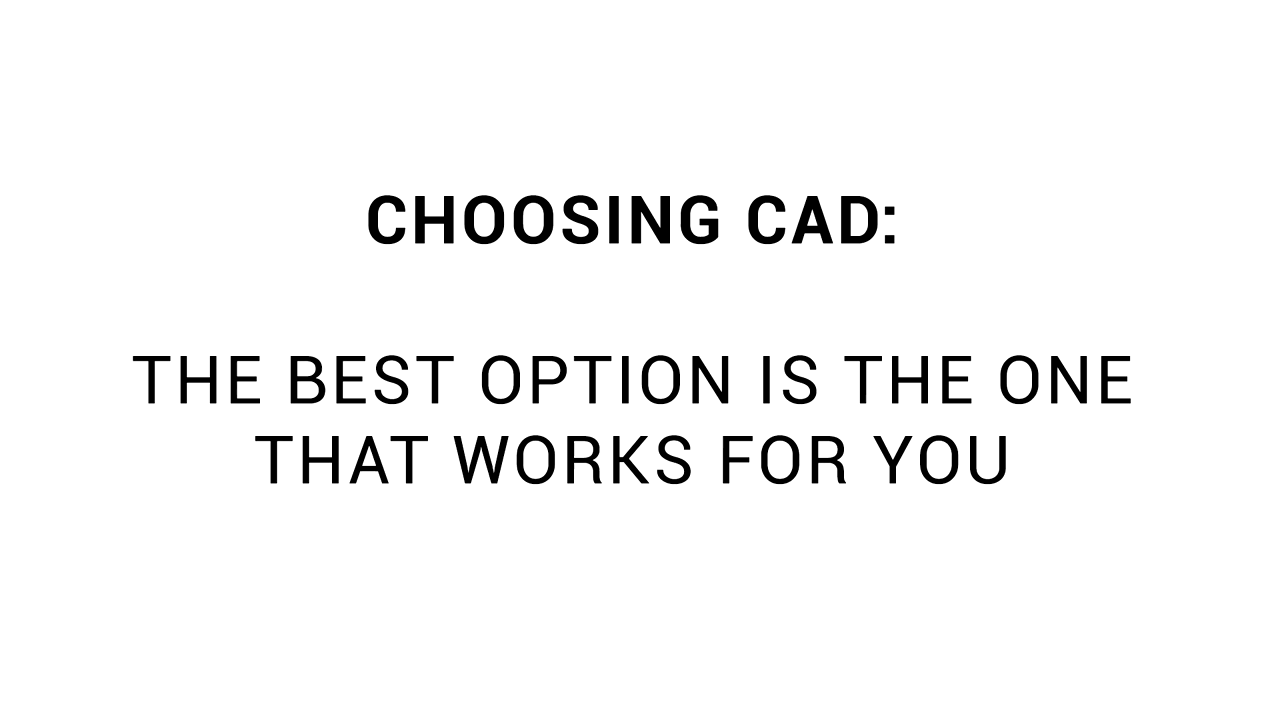 CHOOSING CAD:
THE BEST OPTION IS THE ONE
THAT WORKS FOR YOU